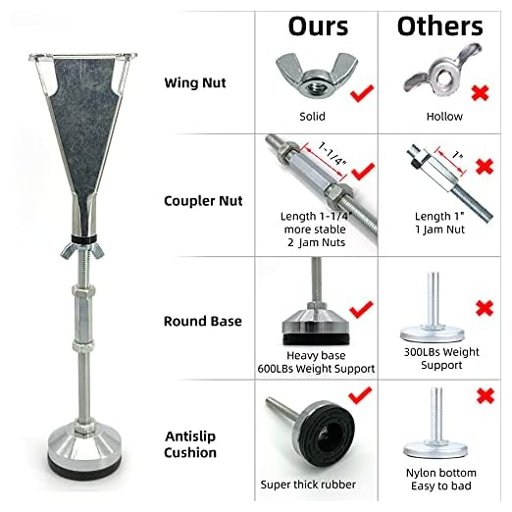 Ours
Others
Wing Nut
Solid
Hollow
Coupler Nut
1-1/4"
Length 1-1/4"
more stable
2 Jam Nuts
1"
Length 1"
1 Jam Nut
Round Base
Heavy base
600LBs Weight Support
300LBs Weight
Support
Antislip
Cushion
Super thick rubber
Nylon bottom
Easy to bad